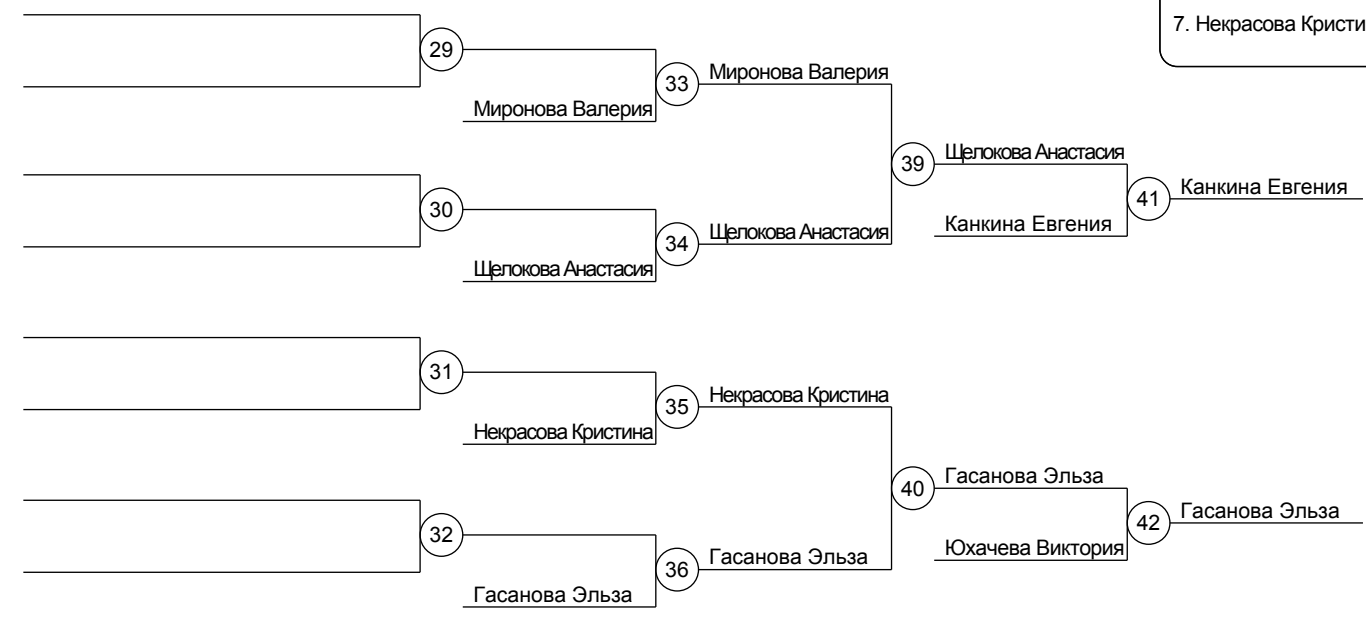 7. Некрасова Кристи
29
33
Миронова Валерия
Миронова Валерия
39
Щелокова Анастасия
41
Канкина Евгения
30
34
Щелокова Анастасия
Канкина Евгения
Щелокова Анастасия
31
35
Некрасова Кристина
Некрасова Кристина
40
Гасанова Эльза
42
Гасанова Эльза
32
36
Гасанова Эльза
Юхачева Виктория
Гасанова Эльза